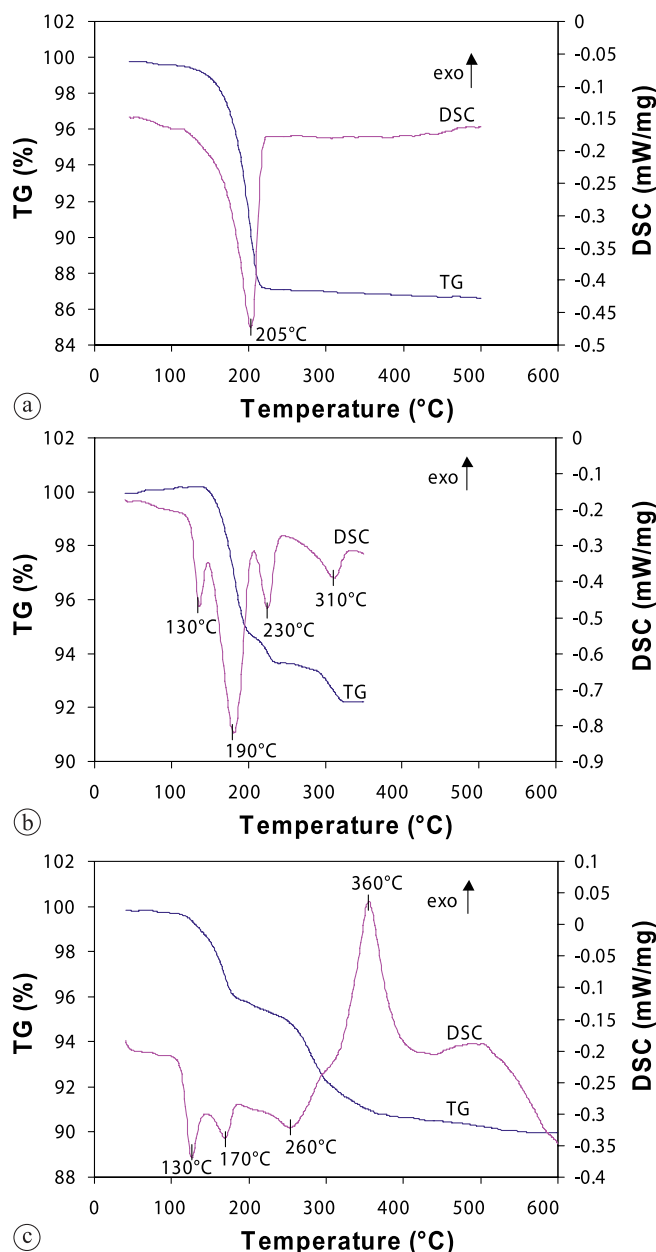 102
100
98
96
94
92
90
88
86
84
TG (%)
0
-0.05
-0.1
-0.15
-0.2
-0.25
-0.3
-0.35
-0.4
-0.45
-0.5
DSC (mW/mg)
exo
DSC
TG
205°C
0 100 200 300 400 500 600
Temperature (°C)
a
102
100
98
96
94
92
90
TG (%)
0
-0.1
-0.2
-0.3
-0.4
-0.5
-0.6
-0.7
-0.8
-0.9
DSC (mW/mg)
exo
DSC
130°C
230°C
310°C
TG
190°C
0 100 200 300 400 500 600
Temperature (°C)
b
102
100
98
96
94
92
90
88
TG (%)
0.1
0.05
0
-0.1
-0.15
-0.2
-0.25
-0.3
-0.35
-0.4
DSC (mW/mg)
360°C
exo
DSC
TG
130°C
170°C
260°C
0 100 200 300 400 500 600
Temperature (°C)
c